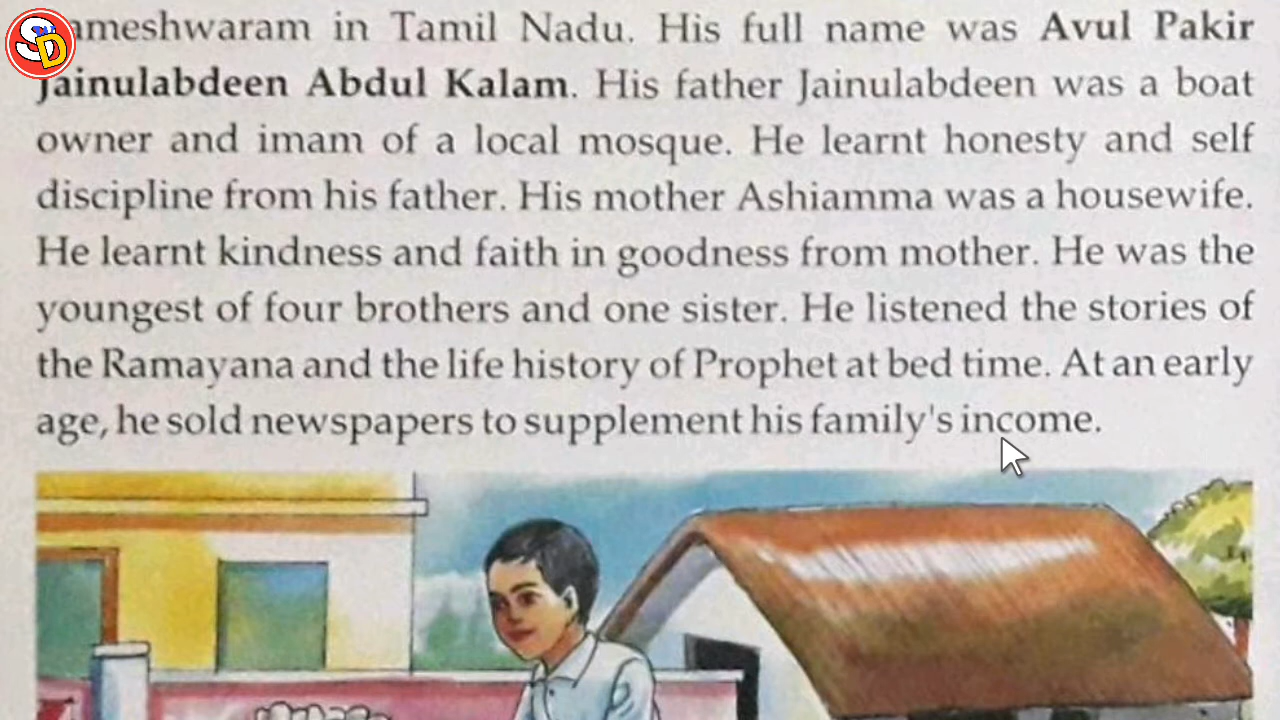 SD
ameshwaram in Tamil Nadu. His full name was Avul Pakir
Jainulabdeen Abdul Kalam. His father Jainulabdeen was a boat
owner and imam of a local mosque. He learnt honesty and self
discipline from his father. His mother Ashiamma was a housewife.
He learnt kindness and faith in goodness from mother. He was the
youngest of four brothers and one sister. He listened the stories of
the Ramayana and the life history of Prophet at bed time. At an early
age, he sold newspapers to supplement his family's income.